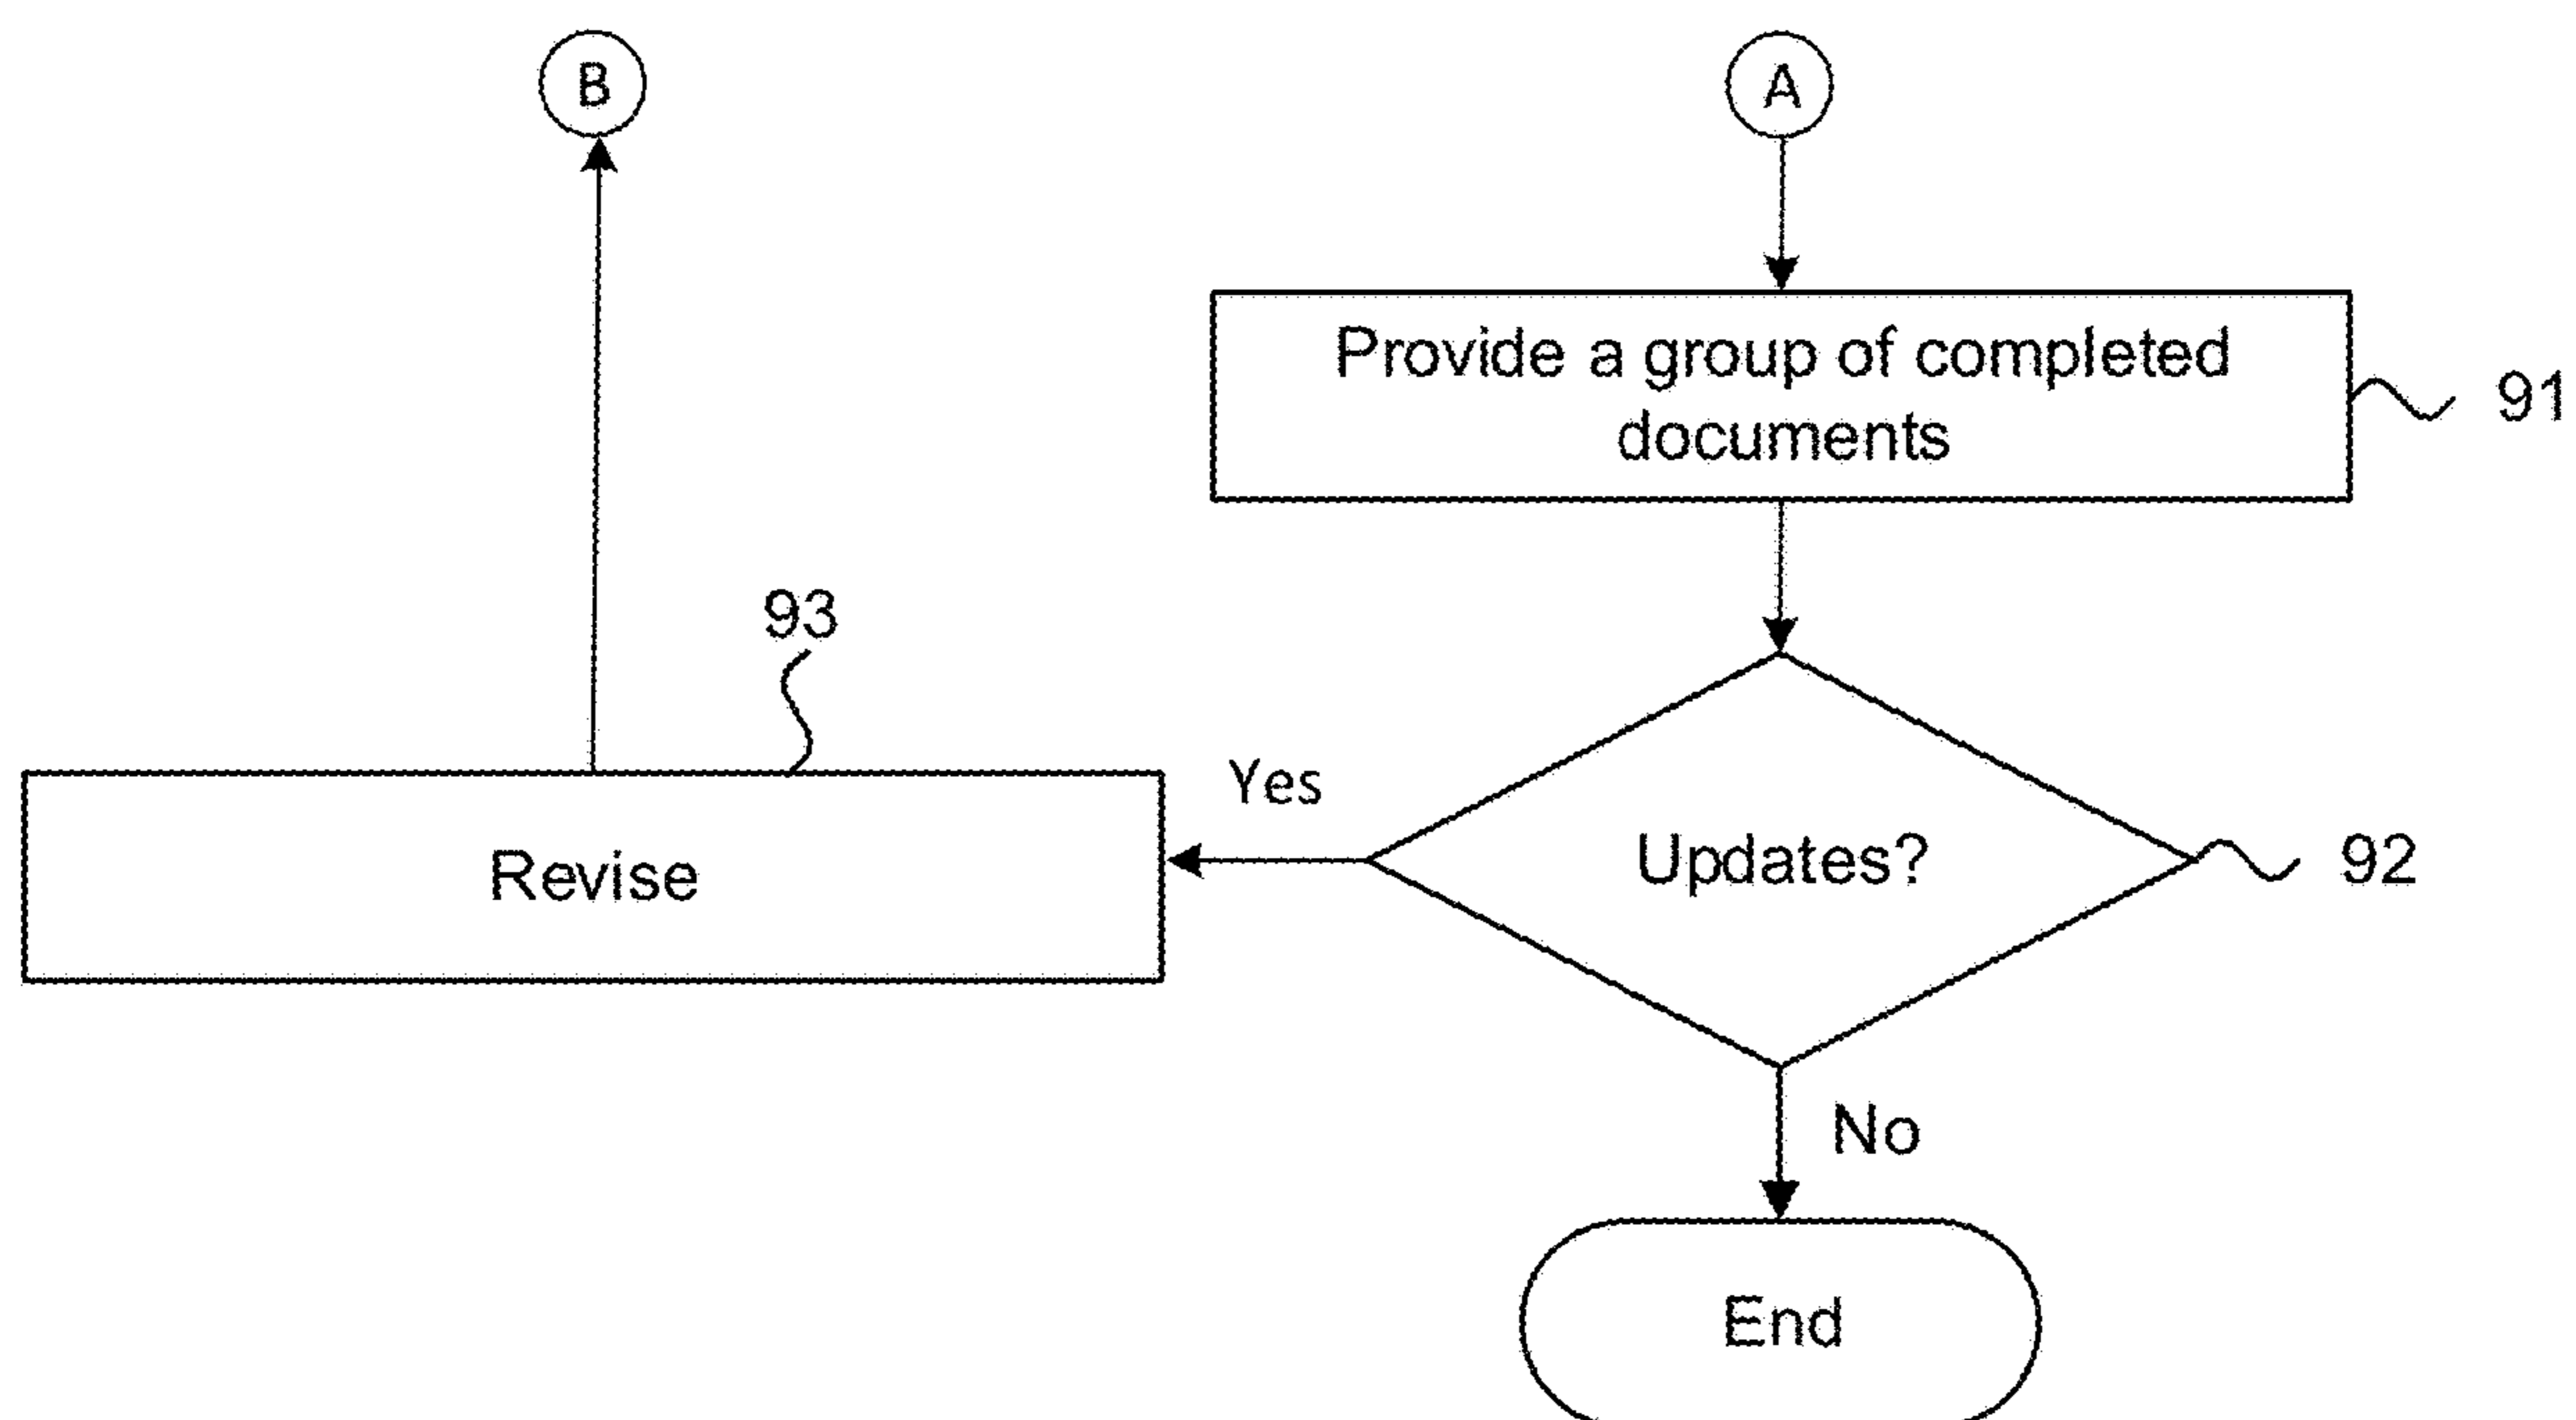 B
A
Provide a group of completed
documents
91
93
Yes
Revise
Updates?
92
No
End